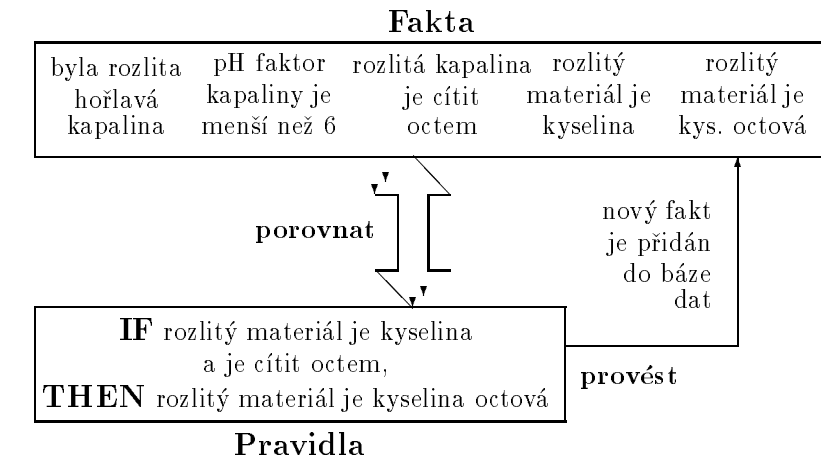 Fakta
byla rozlita
hořlavá
kapalina
pH faktor
kapaliny je
menší než 6
rozlitá kapalina
je cítit
octem
rozlitý
materiál je
kyselina
rozlitý
materiál je
kys. octová
porovnat
nový fakt
je přidán
do báze
dat
IF rozlitý materiál je kyselina
a je cítit octem,
THEN rozlitý materiál je kyselina octová
provést
Pravidla